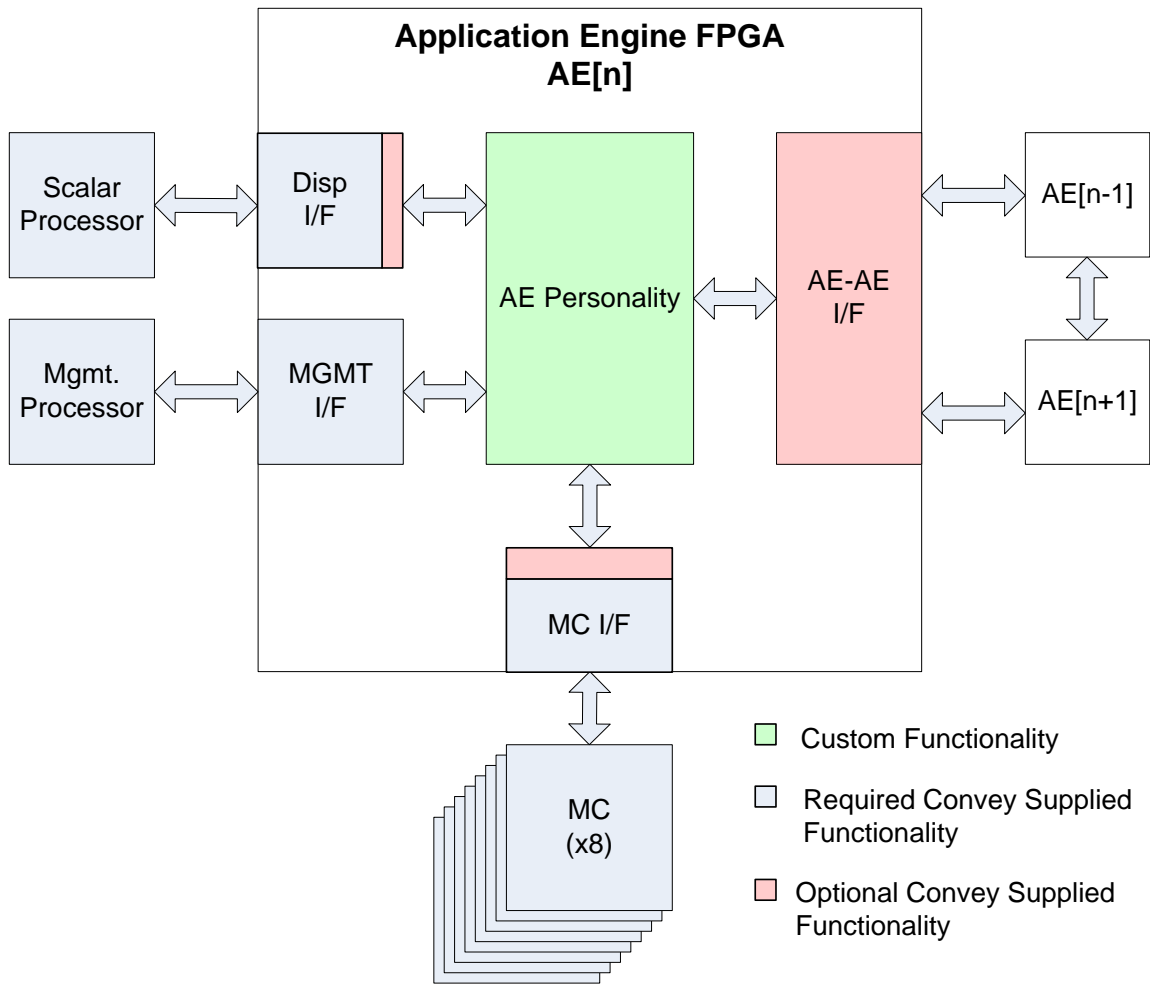 Application Engine FPGA
AE[n]
Scalar
Processor
Disp
I/F
AE Personality
AE-AE
I/F
AE[n-1]
Mgmt.
Processor
MGMT
I/F
AE[n+1]
MC I/F
MC
(x8)
Custom Functionality
Required Convey Supplied
Functionality
Optional Convey Supplied
Functionality